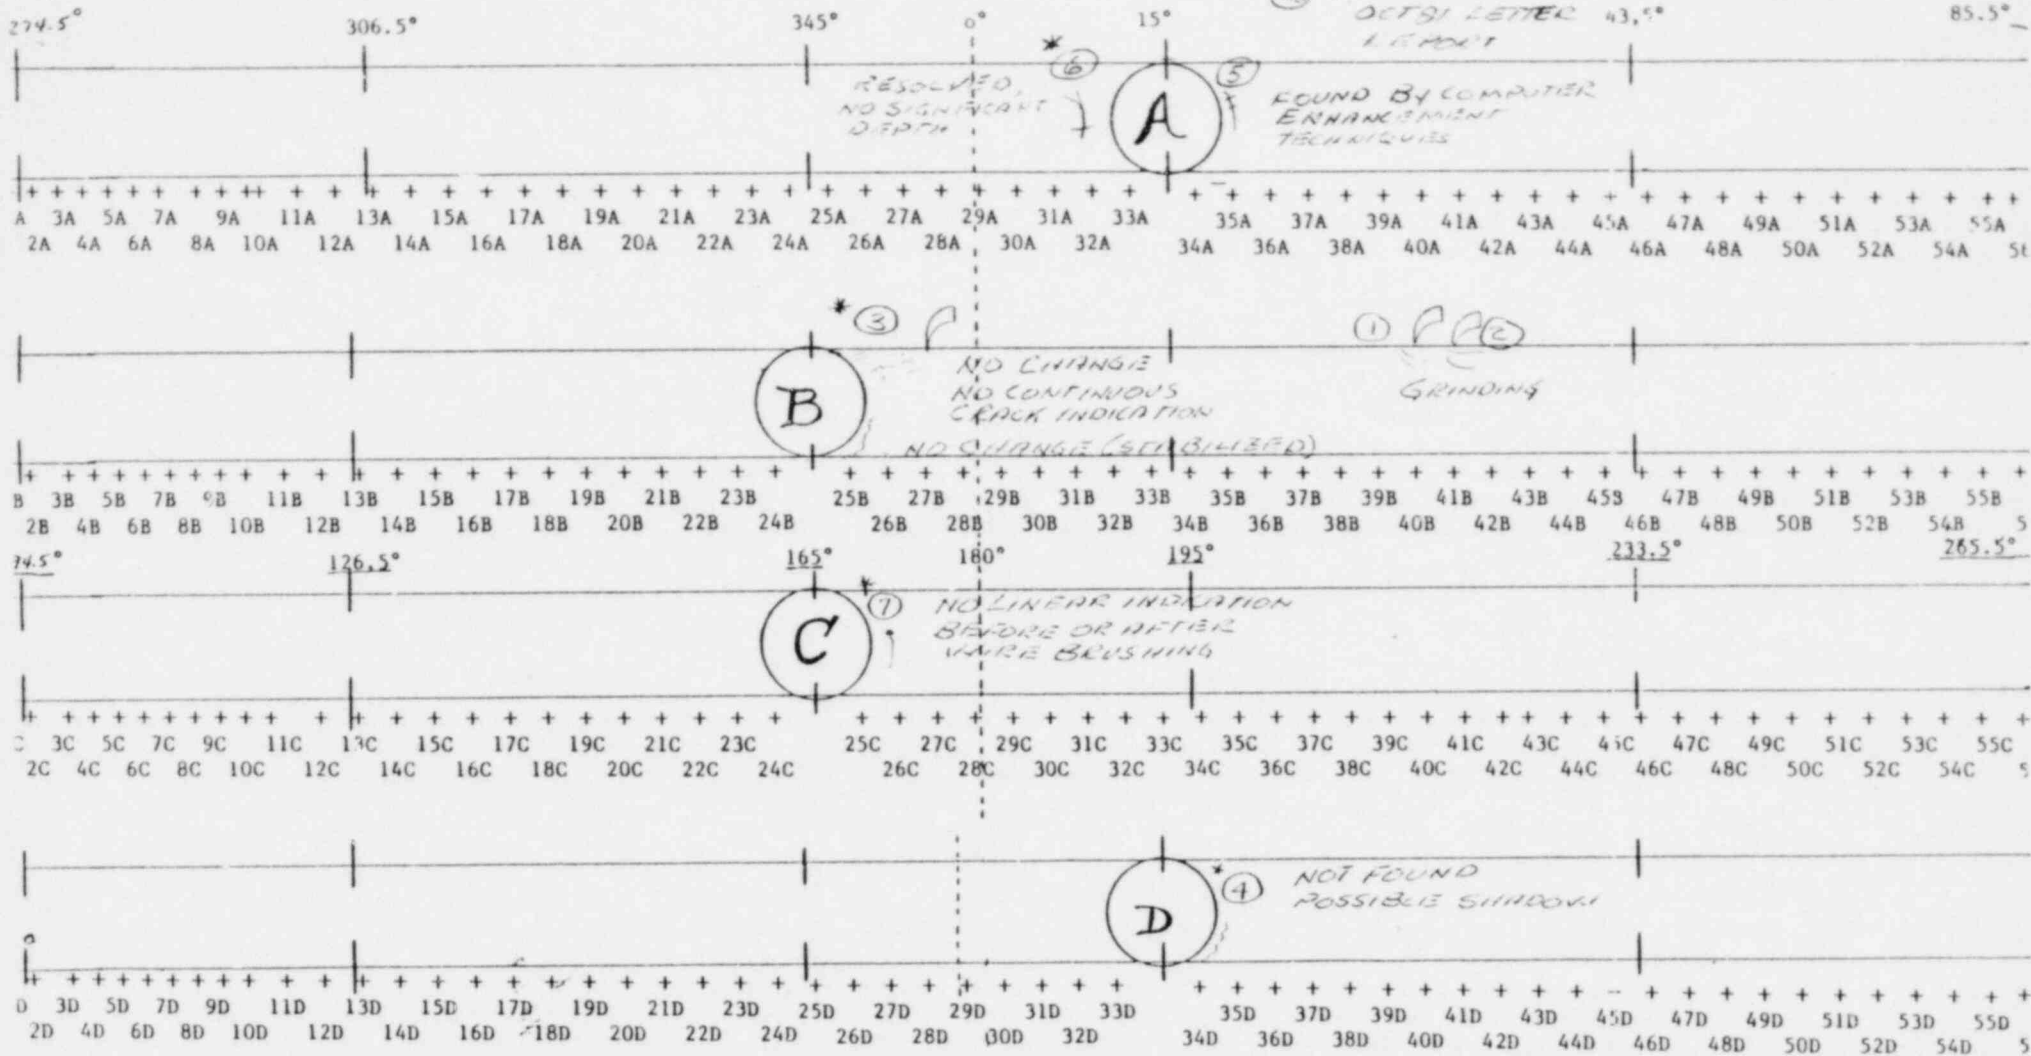 274.5° 306.5° 345° 0° 15° 43.5° 85.5°
OCT 81 LETTER
REPORT
* 6
RESOLVED,
NO SIGNIFICANT
DEPTH
A
5
FOUND BY COMPUTER
ENHANCEMENT
TECHNIQUES
A 3A 5A 7A 9A 11A 13A 15A 17A 19A 21A 23A 25A 27A 29A 31A 33A 35A 37A 39A 41A 43A 45A 47A 49A 51A 53A 55A
2A 4A 6A 8A 10A 12A 14A 16A 18A 20A 22A 24A 26A 28A 30A 32A 34A 36A 38A 40A 42A 44A 46A 48A 50A 52A 54A
* 3
1 2
B
NO CHANGE
NO CONTINUOUS
CRACK INDICATION
NO CHANGE (STABILIZED)
GRINDING
B 3B 5B 7B 9B 11B 13B 15B 17B 19B 21B 23B 25B 27B 29B 31B 33B 35B 37B 39B 41B 43B 45B 47B 49B 51B 53B 55B
2B 4B 6B 8B 10B 12B 14B 16B 18B 20B 22B 24B 26B 28B 30B 32B 34B 36B 38B 40B 42B 44B 46B 48B 50B 52B 54B 5
94.5° 126.5° 165° 180° 195° 233.5° 265.5°
C
* 7
NO LINEAR INDICATION
BEFORE OR AFTER
WIRE BRUSHING
C 3C 5C 7C 9C 11C 13C 15C 17C 19C 21C 23C 25C 27C 29C 31C 33C 35C 37C 39C 41C 43C 45C 47C 49C 51C 53C 55C
2C 4C 6C 8C 10C 12C 14C 16C 18C 20C 22C 24C 26C 28C 30C 32C 34C 36C 38C 40C 42C 44C 46C 48C 50C 52C 54C 5
D
* 4
NOT FOUND
POSSIBLE SHADOW
D 3D 5D 7D 9D 11D 13D 15D 17D 19D 21D 23D 25D 27D 29D 31D 33D 35D 37D 39D 41D 43D 45D 47D 49D 51D 53D 55D
2D 4D 6D 8D 10D 12D 14D 16D 18D 20D 22D 24D 26D 28D 30D 32D 34D 36D 38D 40D 42D 44D 46D 48D 50D 52D 54D 5